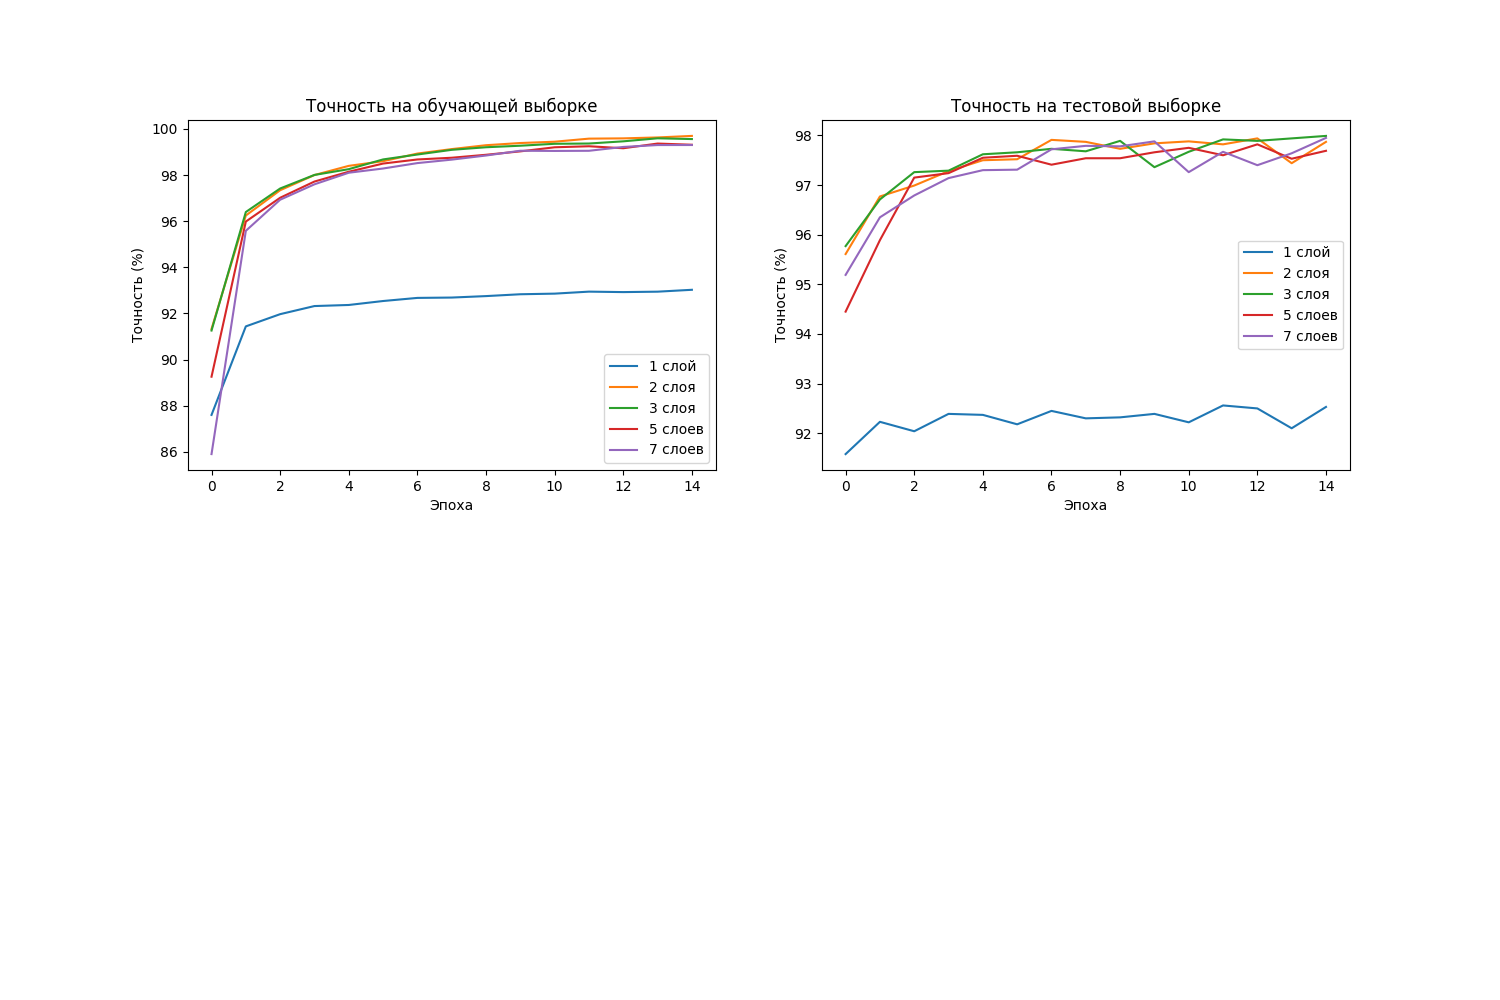 Точность на обучающей выборке
100
98
96
94
92
90
88
86
Точность (%)
0 2 4 6 8 10 12 14
Эпоха
1 слой
2 слоя
3 слоя
5 слоев
7 слоев
Точность на тестовой выборке
98
97
96
95
94
93
92
Точность (%)
0 2 4 6 8 10 12 14
Эпоха
1 слой
2 слоя
3 слоя
5 слоев
7 слоев